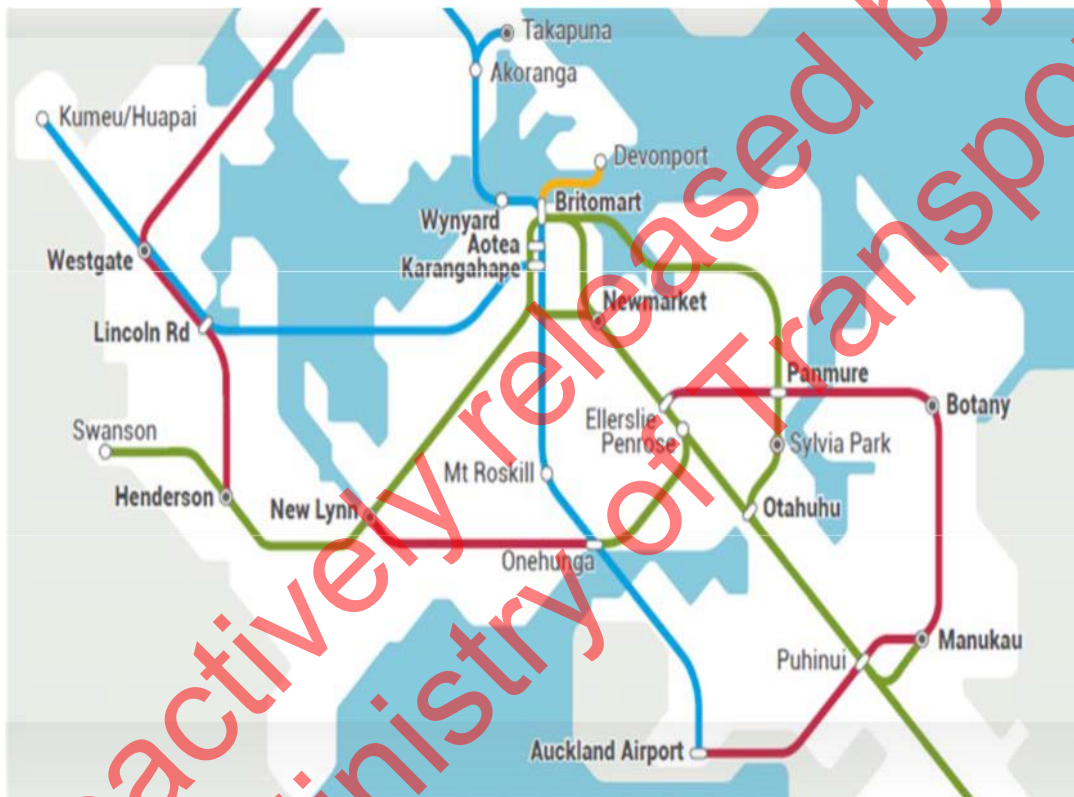 Takapuna
Akoranga
Kumeu/Huapai
Devonport
Britomart
Wynyard
Aotea
Karangahape
Westgate
Newmarket
Lincoln Rd
Panmure
Botany
Ellerslie
Penrose
Sylvia Park
Swanson
Mt Roskill
Henderson
New Lynn
Otahuhu
Onehunga
Puhinui
Manukau
Auckland Airport
actively released by
inistry of Transpo